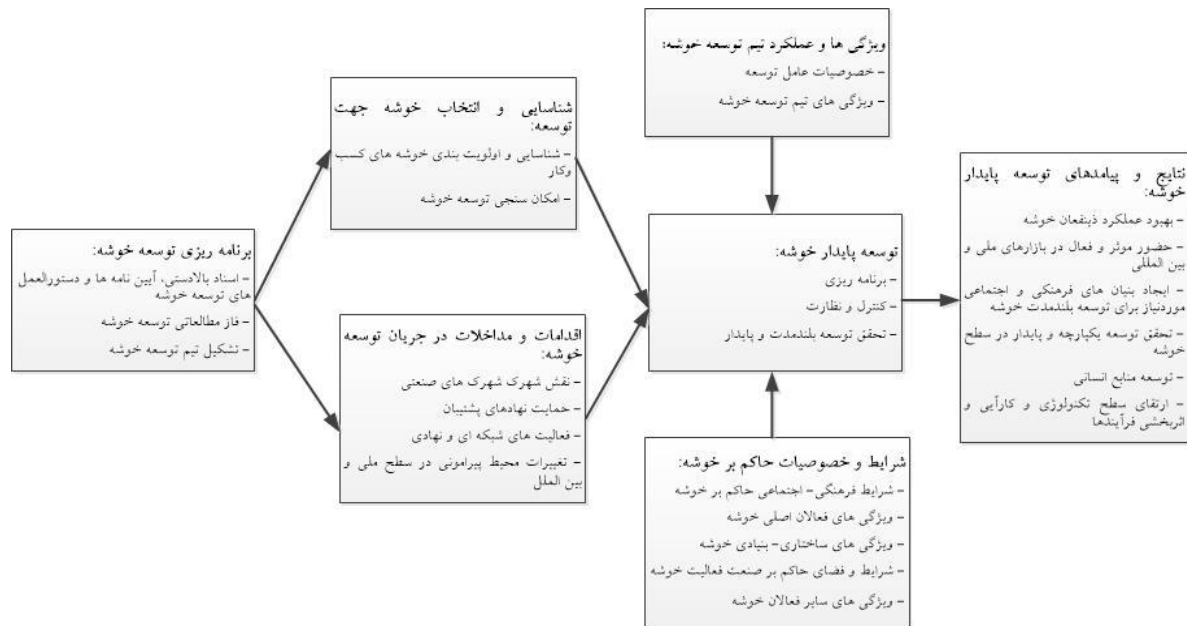 ویژگی ها و عملکرد تیم توسعه خوشه:
- خصوصیات عامل توسعه
- ویژگی های تیم توسعه خوشه
شناسایی و انتخاب خوشه جهت
توسعه:
- شناسایی و اولویت بندی خوشه های کسب
وکار
- امکان سنجی توسعه خوشه
برنامه ریزی توسعه خوشه:
- اسناد بالادستی، آیین نامه ها و دستورالعمل
های توسعه خوشه
- فاز مطالعاتی توسعه خوشه
- تشکیل تیم توسعه خوشه
اقدامات و مداخلات در جریان توسعه
خوشه:
- نقش شهرک شهرک های صنعتی
- حمایت نهادهای پشتیبان
- فعالیت های شبکه ای و نهادی
- تغییرات محیط پیرامونی در سطح ملی و
بین الملل
توسعه پایدار خوشه:
- برنامه ریزی
- کنترل و نظارت
- تحقق توسعه بلندمدت و پایدار
شرایط و خصوصیات حاکم بر خوشه:
- شرایط فرهنگی- اجتماعی حاکم بر خوشه
- ویژگی های فعالان اصلی خوشه
- ویژگی های ساختاری- بنیادی خوشه
- شرایط و فضای حاکم بر صنعت فعالیت خوشه
- ویژگی های سایر فعالان خوشه
نتایج و پیامدهای توسعه پایدار
خوشه:
- بهبود عملکرد ذینفعان خوشه
- حضور موثر و فعال در بازارهای ملی و
بین المللی
- ایجاد بنیان های فرهنگی و اجتماعی
موردنیاز برای توسعه بلندمدت خوشه
- تحقق توسعه یکپارچه و پایدار در سطح
خوشه
- توسعه منابع انسانی
- ارتقای سطح تکنولوژی و کارآیی و
اثربخشی فرآیندها